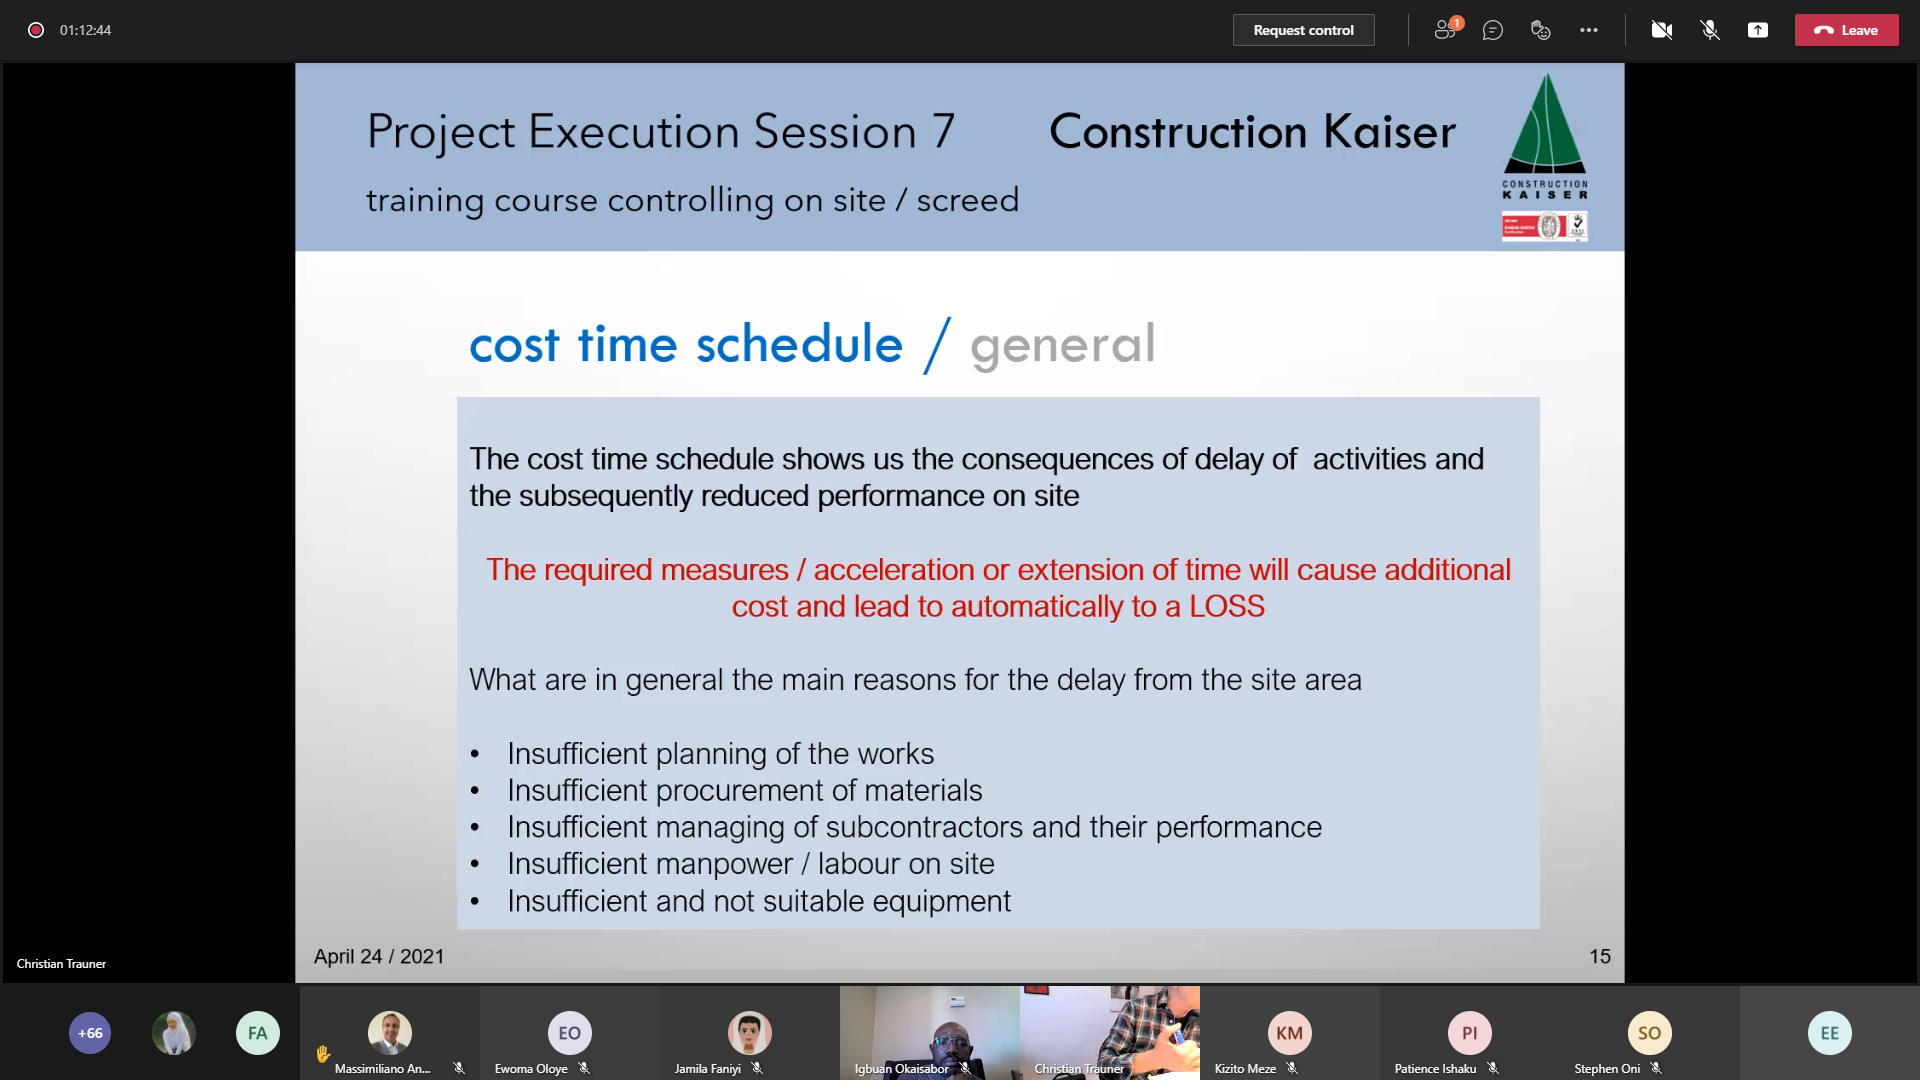 01:12:44
Request control
1
Leave
Project Execution Session 7
Construction Kaiser
training course controlling on site / screed
CONSTRUCTION
KAISER
cost time schedule / general
The cost time schedule shows us the consequences of delay of activities and
the subsequently reduced performance on site
The required measures / acceleration or extension of time will cause additional
cost and lead to automatically to a LOSS
What are in general the main reasons for the delay from the site area
• Insufficient planning of the works
• Insufficient procurement of materials
• Insufficient managing of subcontractors and their performance
• Insufficient manpower / labour on site
• Insufficient and not suitable equipment
April 24 / 2021
15
Christian Trauner
+66
FA
Massimiliano An...
EO
Ewoma Oloye
Jamila Faniyi
Igbuan Okaisabor
Christian Trauner
KM
Kizito Meze
PI
Patience Ishaku
SO
Stephen Oni
EE